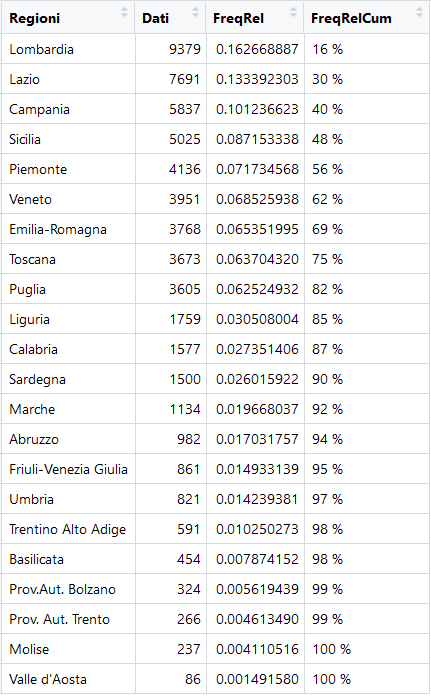 Regioni Dati FreqRel FreqRelCum
Lombardia 9379 0.162668887 16 %
Lazio 7691 0.133392303 30 %
Campania 5837 0.101236623 40 %
Sicilia 5025 0.087153338 48 %
Piemonte 4136 0.071734568 56 %
Veneto 3951 0.068525938 62 %
Emilia-Romagna 3768 0.065351995 69 %
Toscana 3673 0.063704320 75 %
Puglia 3605 0.062524932 82 %
Liguria 1759 0.030508004 85 %
Calabria 1577 0.027351406 87 %
Sardegna 1500 0.026015922 90 %
Marche 1134 0.019668037 92 %
Abruzzo 982 0.017031757 94 %
Friuli-Venezia Giulia 861 0.014933139 95 %
Umbria 821 0.014239381 97 %
Trentino Alto Adige 591 0.010250273 98 %
Basilicata 454 0.007874152 98 %
Prov.Aut. Bolzano 324 0.005619439 99 %
Prov. Aut. Trento 266 0.004613490 99 %
Molise 237 0.004110516 100 %
Valle d'Aosta 86 0.001491580 100 %